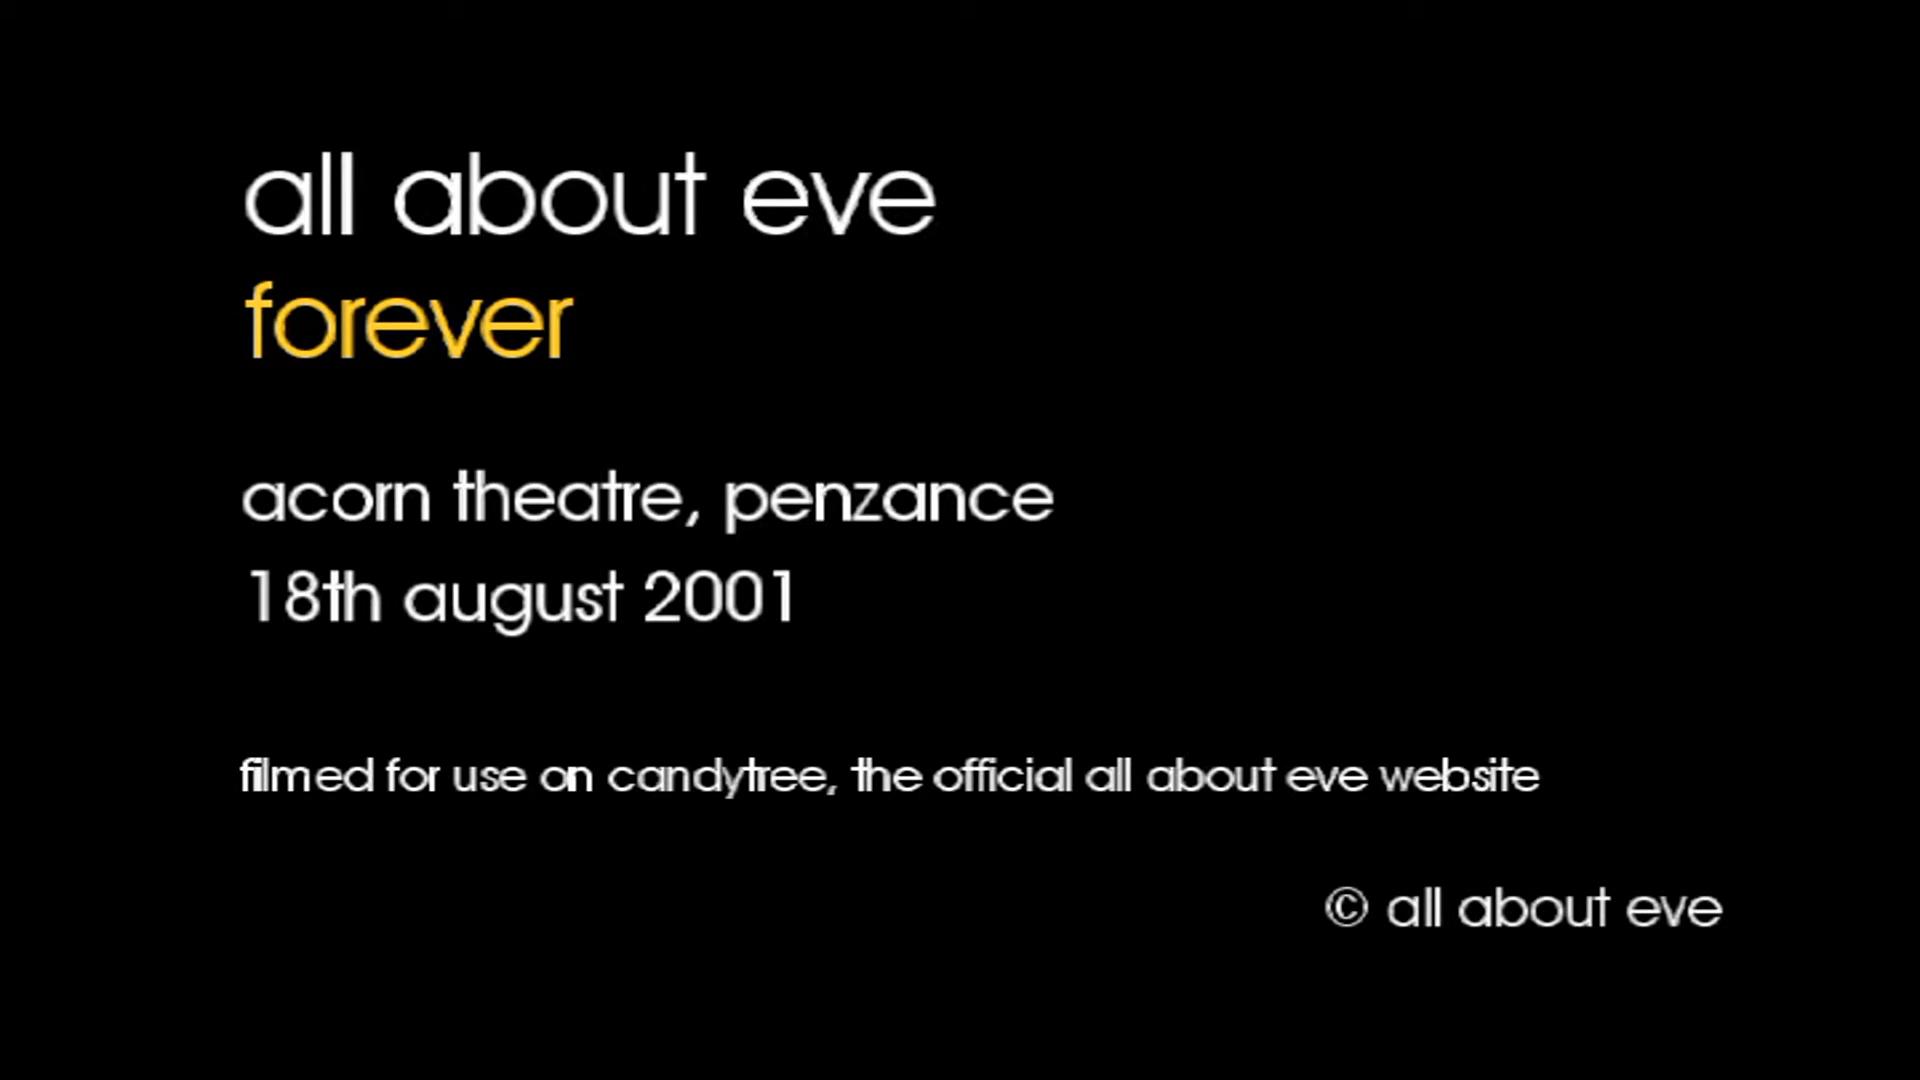 all about eve
forever
acorn theatre, penzance
18th august 2001
filmed for use on candytree, the official all about eve website
© all about eve